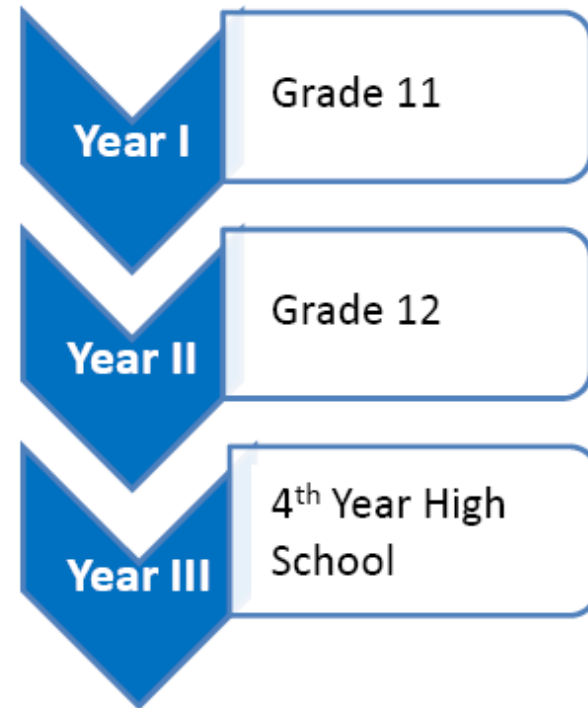 Year I
Grade 11
Year II
Grade 12
Year III
4th Year High
School